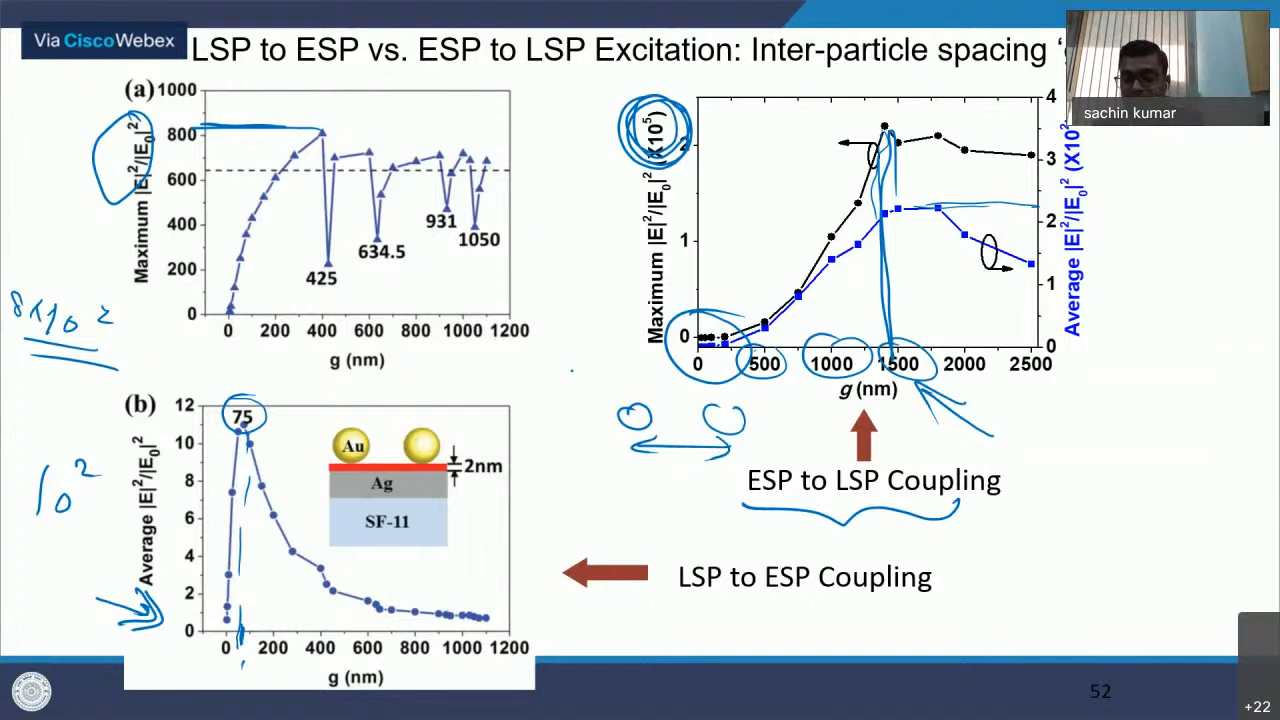 Via Cisco Webex
LSP to ESP vs. ESP to LSP Excitation: Inter-particle spacing 'g
sachin kumar
(a)
1000
800
600
400
200
0
Maximum |E|²/|E₀|²
425
634.5
931
1050
0 200 400 600 800 1000 1200
g (nm)
8×10²
(b)
12
10
8
6
4
2
0
Average |E|²/|E₀|²
75
Au
2nm
Ag
SF-11
0 200 400 600 800 1000 1200
g (nm)
10²
Maximum |E|²/|E₀|² (X10⁵)
2
1
0
4
3
2
1
0
Average |E|²/|E₀|² (X10²
0 500 1000 1500 2000 2500
g (nm)
ESP to LSP Coupling
LSP to ESP Coupling
52
+22